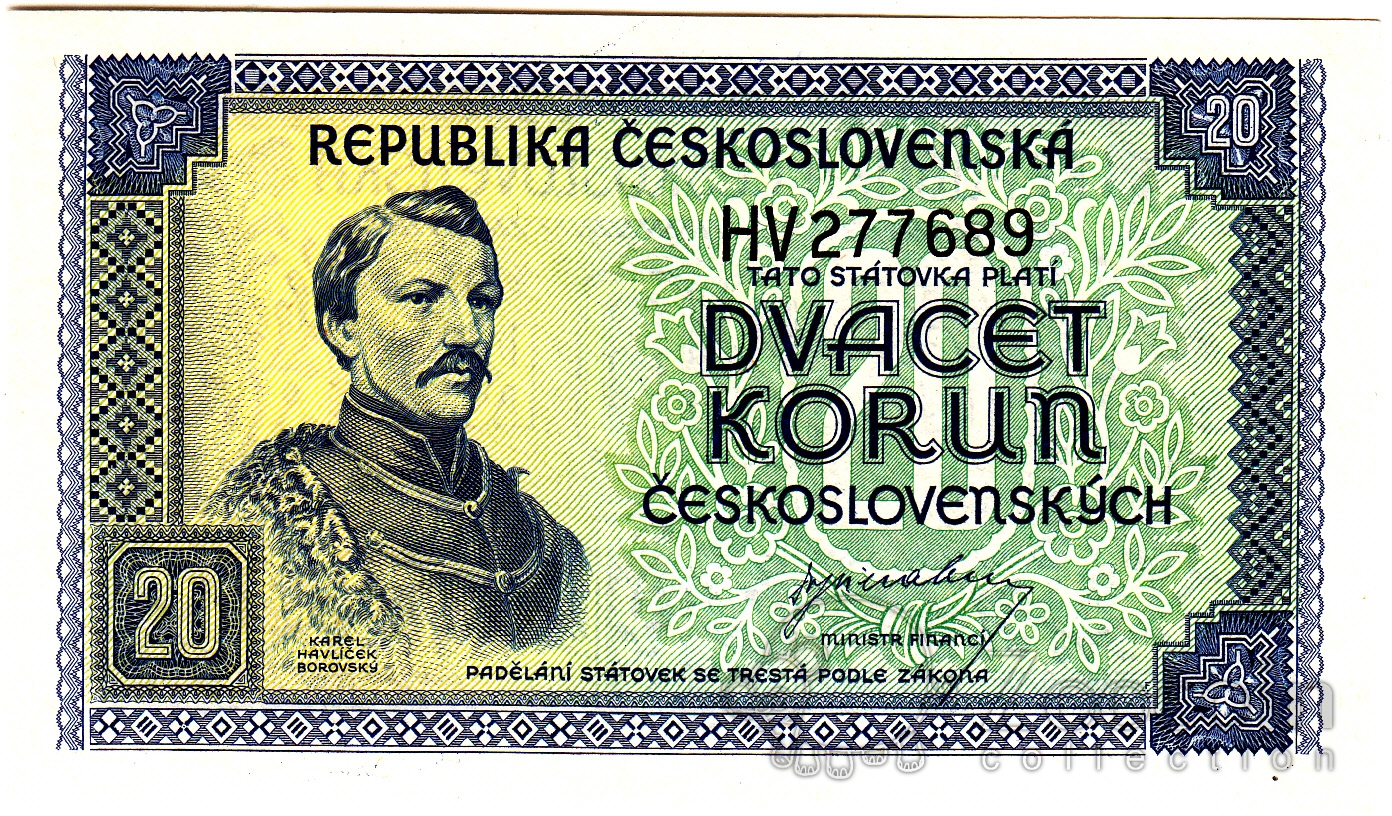 REPUBLIKA ČESKOSLOVENSKÁ
20
HV 277689
TATO STÁTOVKA PLATÍ
DVACET
KORUN
ČESKOSLOVENSKÝCH
20
MINISTR FINANCÍ
KAREL
HAVLÍČEK
BOROVSKÝ
PADĚLÁNÍ STÁTOVEK SE TRESTÁ PODLE ZÁKONA
collection